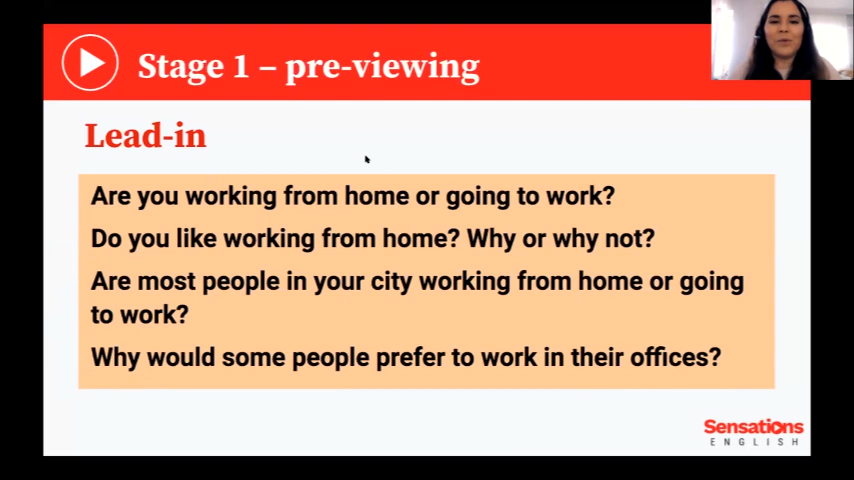 Stage 1 – pre-viewing
Lead-in
Are you working from home or going to work?
Do you like working from home? Why or why not?
Are most people in your city working from home or going
to work?
Why would some people prefer to work in their offices?
Sensations
ENGLISH